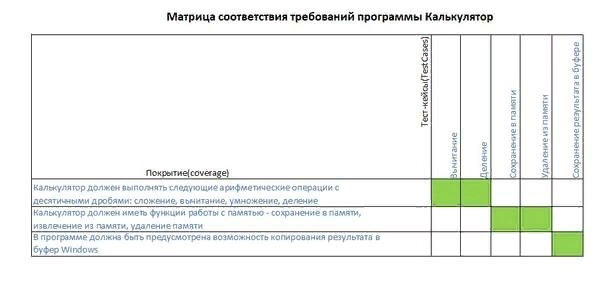 Матрица соответствия требований программы Калькулятор
Тест-кейсы(TestCases)
Вычитание
Деление
Сохранение в памяти
Удаление из памяти
Сохранение результата в буфере
Покрытие(coverage)
Калькулятор должен выполнять следующие арифметические операции с
десятичными дробями: сложение, вычитание, умножение, деление
Калькулятор должен иметь функции работы с памятью - сохранение в памяти,
извлечение из памяти, удаление памяти
В программе должна быть предусмотрена возможность копирования результата в
буфер Windows